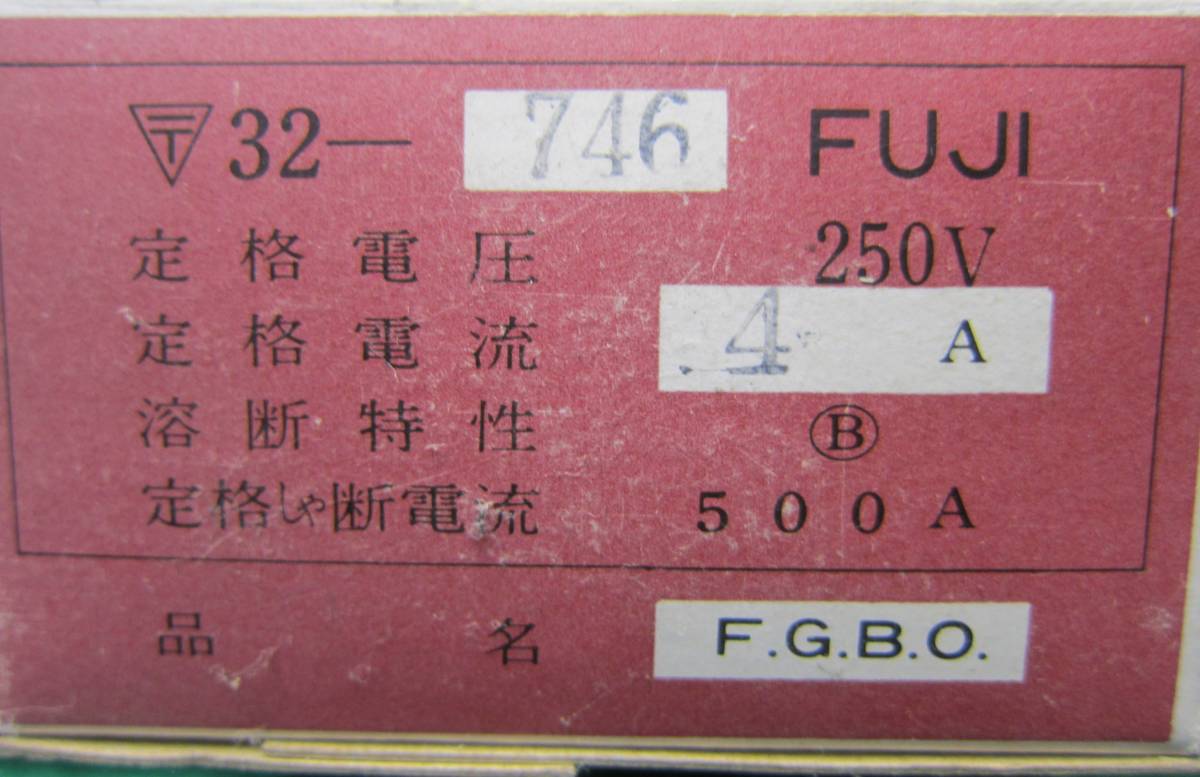 〒32—746 FUJI
定格電圧 250V
定格電流 .4 A
溶断特性 Ⓑ
定格しゃ断電流 500A
品名 F.G.B.O.